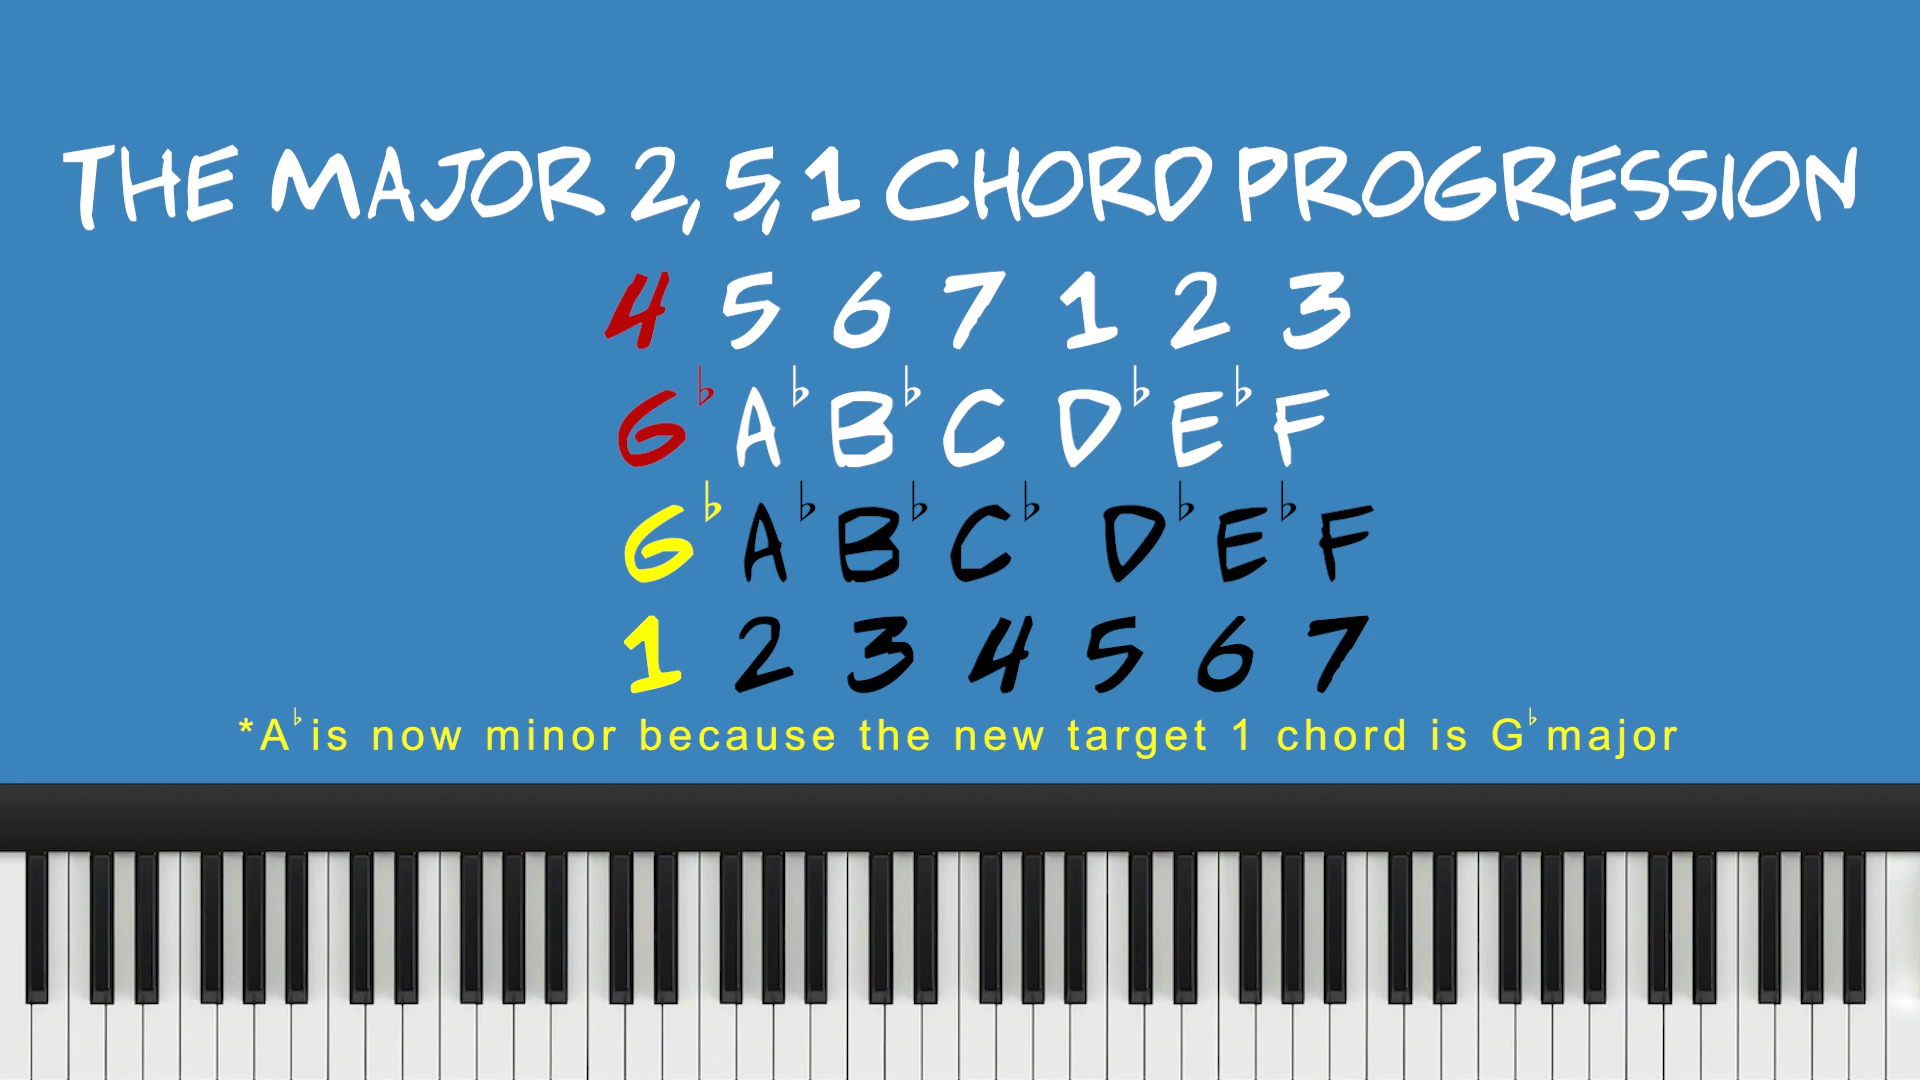 THE MAJOR 2, 5, 1 CHORD PROGRESSION
4 5 6 7 1 2 3
G♭ A♭ B♭ C D♭ E♭ F
G♭ A♭ B♭ C♭ D♭ E♭ F
1 2 3 4 5 6 7
*A♭ is now minor because the new target 1 chord is G♭ major